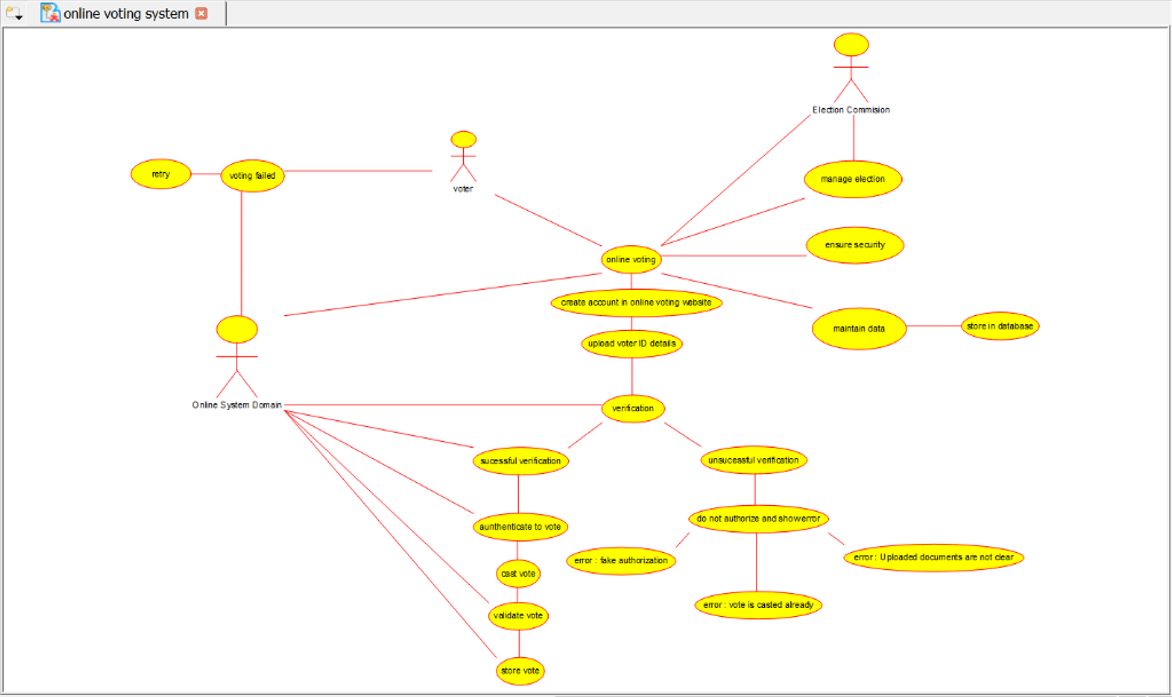 online voting system
Election Commision
voter
retry
voting failed
manage election
ensure security
online voting
create account in online voting website
maintain data
store in database
upload voter ID details
Online System Domain
verification
sucessful verification
unsucessful verification
aunthenticate to vote
do not authorize and showerror
error : fake authorization
error : Uploaded documents are not clear
cast vote
error : vote is casted already
validate vote
store vote